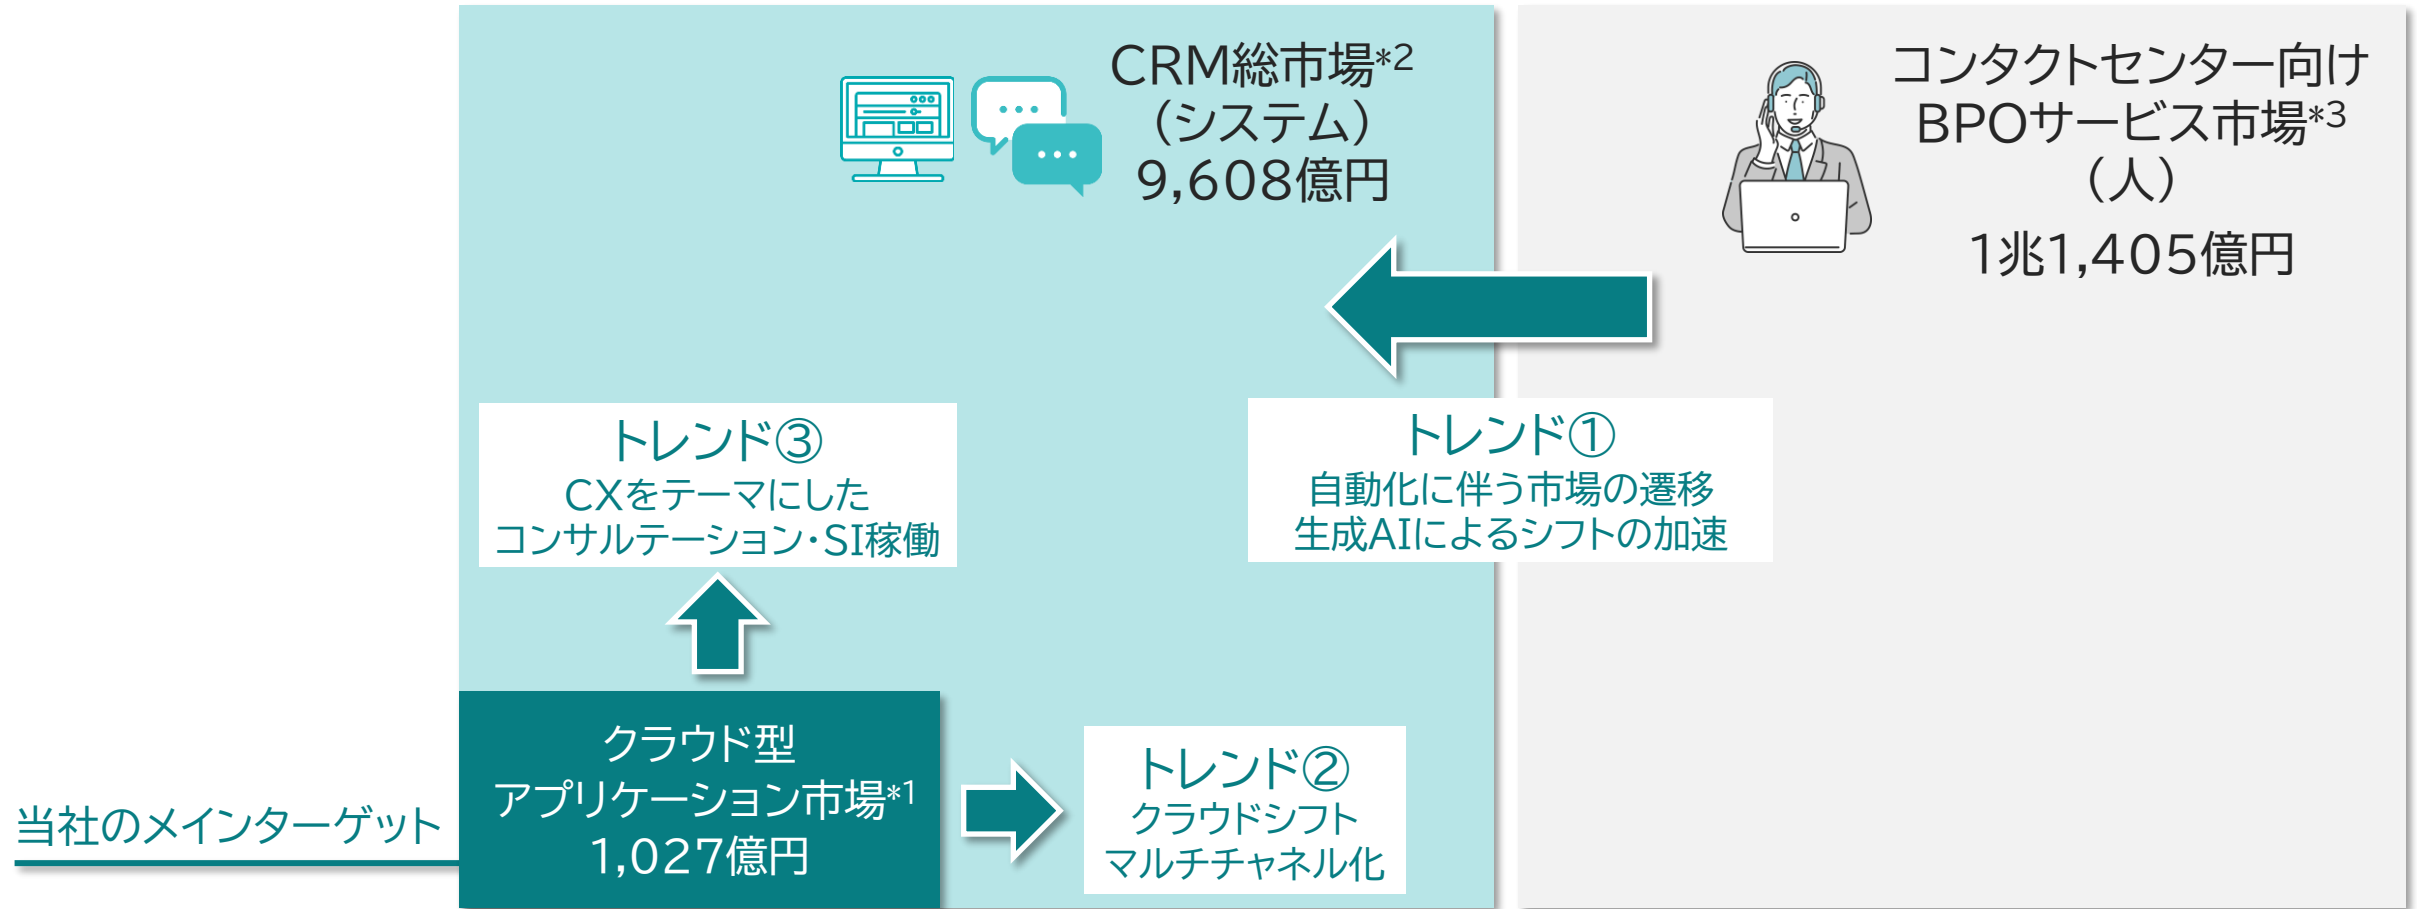 CRM総市場*2
（システム）
9,608億円
コンタクトセンター向け
BPOサービス市場*3
（人）
1兆1,405億円
トレンド③
CXをテーマにした
コンサルテーション・SI稼働
トレンド①
自動化に伴う市場の遷移
生成AIによるシフトの加速
当社のメインターゲット
クラウド型
アプリケーション市場*1
1,027億円
トレンド②
クラウドシフト
マルチチャネル化